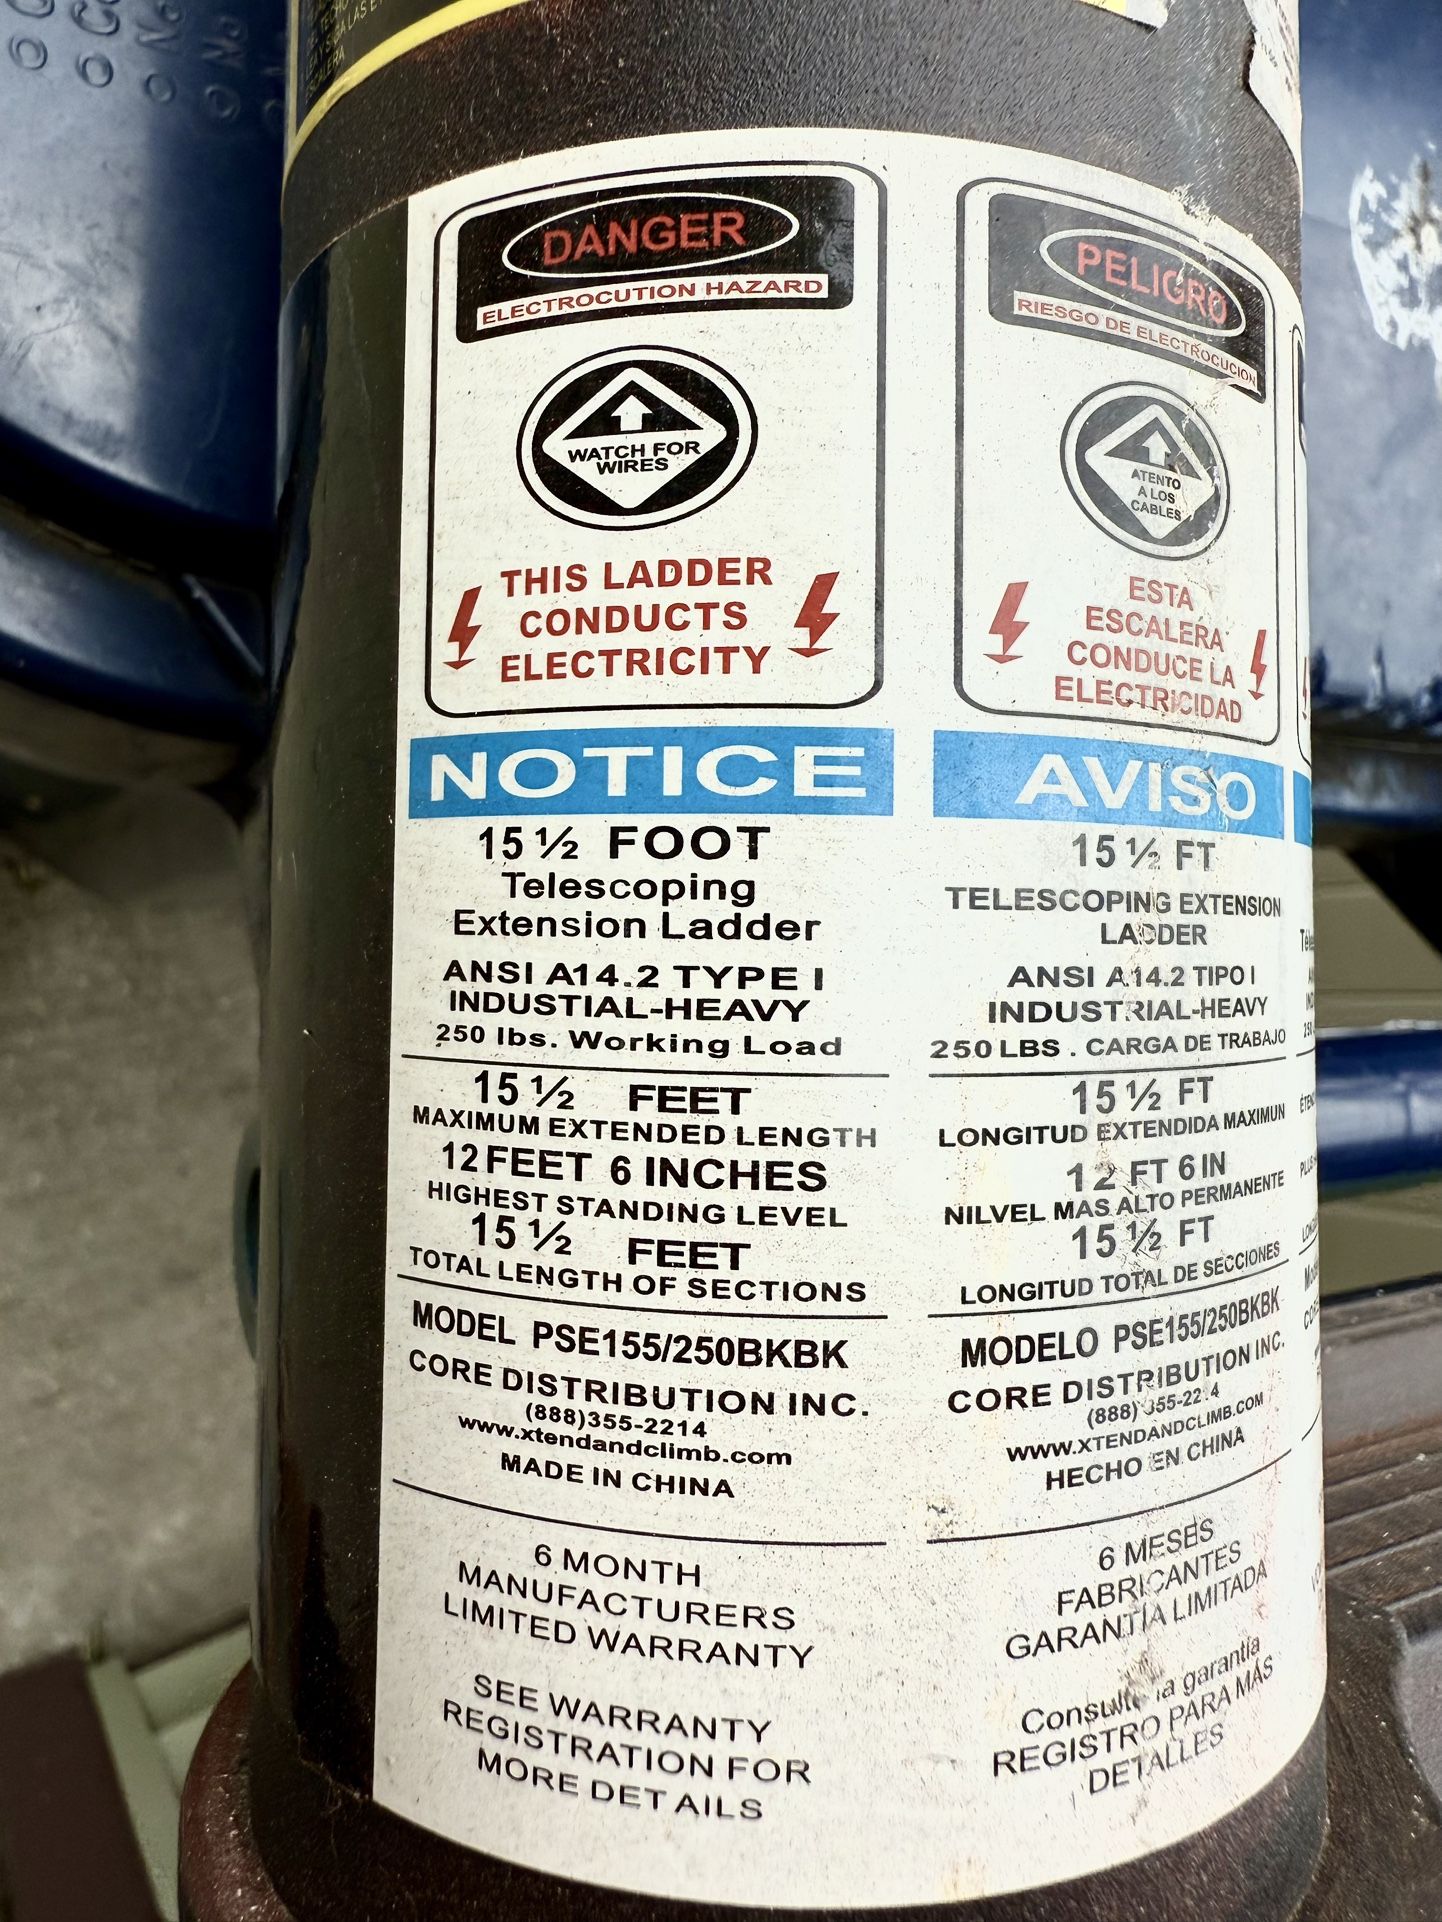 DANGER
ELECTROCUTION HAZARD
WATCH FOR
WIRES
THIS LADDER
CONDUCTS
ELECTRICITY
NOTICE
15 ½ FOOT
Telescoping
Extension Ladder
ANSI A14.2 TYPE I
INDUSTIAL-HEAVY
250 lbs. Working Load
15 ½ FEET
MAXIMUM EXTENDED LENGTH
12 FEET 6 INCHES
HIGHEST STANDING LEVEL
15 ½ FEET
TOTAL LENGTH OF SECTIONS
MODEL PSE155/250BKBK
CORE DISTRIBUTION INC.
(888)355-2214
www.xtendandclimb.com
MADE IN CHINA
6 MONTH
MANUFACTURERS
LIMITED WARRANTY
SEE WARRANTY
REGISTRATION FOR
MORE DETAILS
PELIGRO
RIESGO DE ELECTROCUCION
ATENTO
A LOS
CABLES
ESTA
ESCALERA
CONDUCE LA
ELECTRICIDAD
AVISO
15 ½ FT
TELESCOPING EXTENSION
LADDER
ANSI A14.2 TIPO I
INDUSTRIAL-HEAVY
250 LBS . CARGA DE TRABAJO
15 ½ FT
LONGITUD EXTENDIDA MAXIMUN
12 FT 6 IN
NILVEL MAS ALTO PERMANENTE
15 ½ FT
LONGITUD TOTAL DE SECCIONES
MODELO PSE155/250BKBK
CORE DISTRIBUTION INC.
(888)
WWW.XTENDANDCLIMB.COM
HECHO EN CHINA
6 MESES
FABRICANTES
GARANTÍA LIMITADA
Consulte la garantía
REGISTRO PARA MÁS
DETALLES